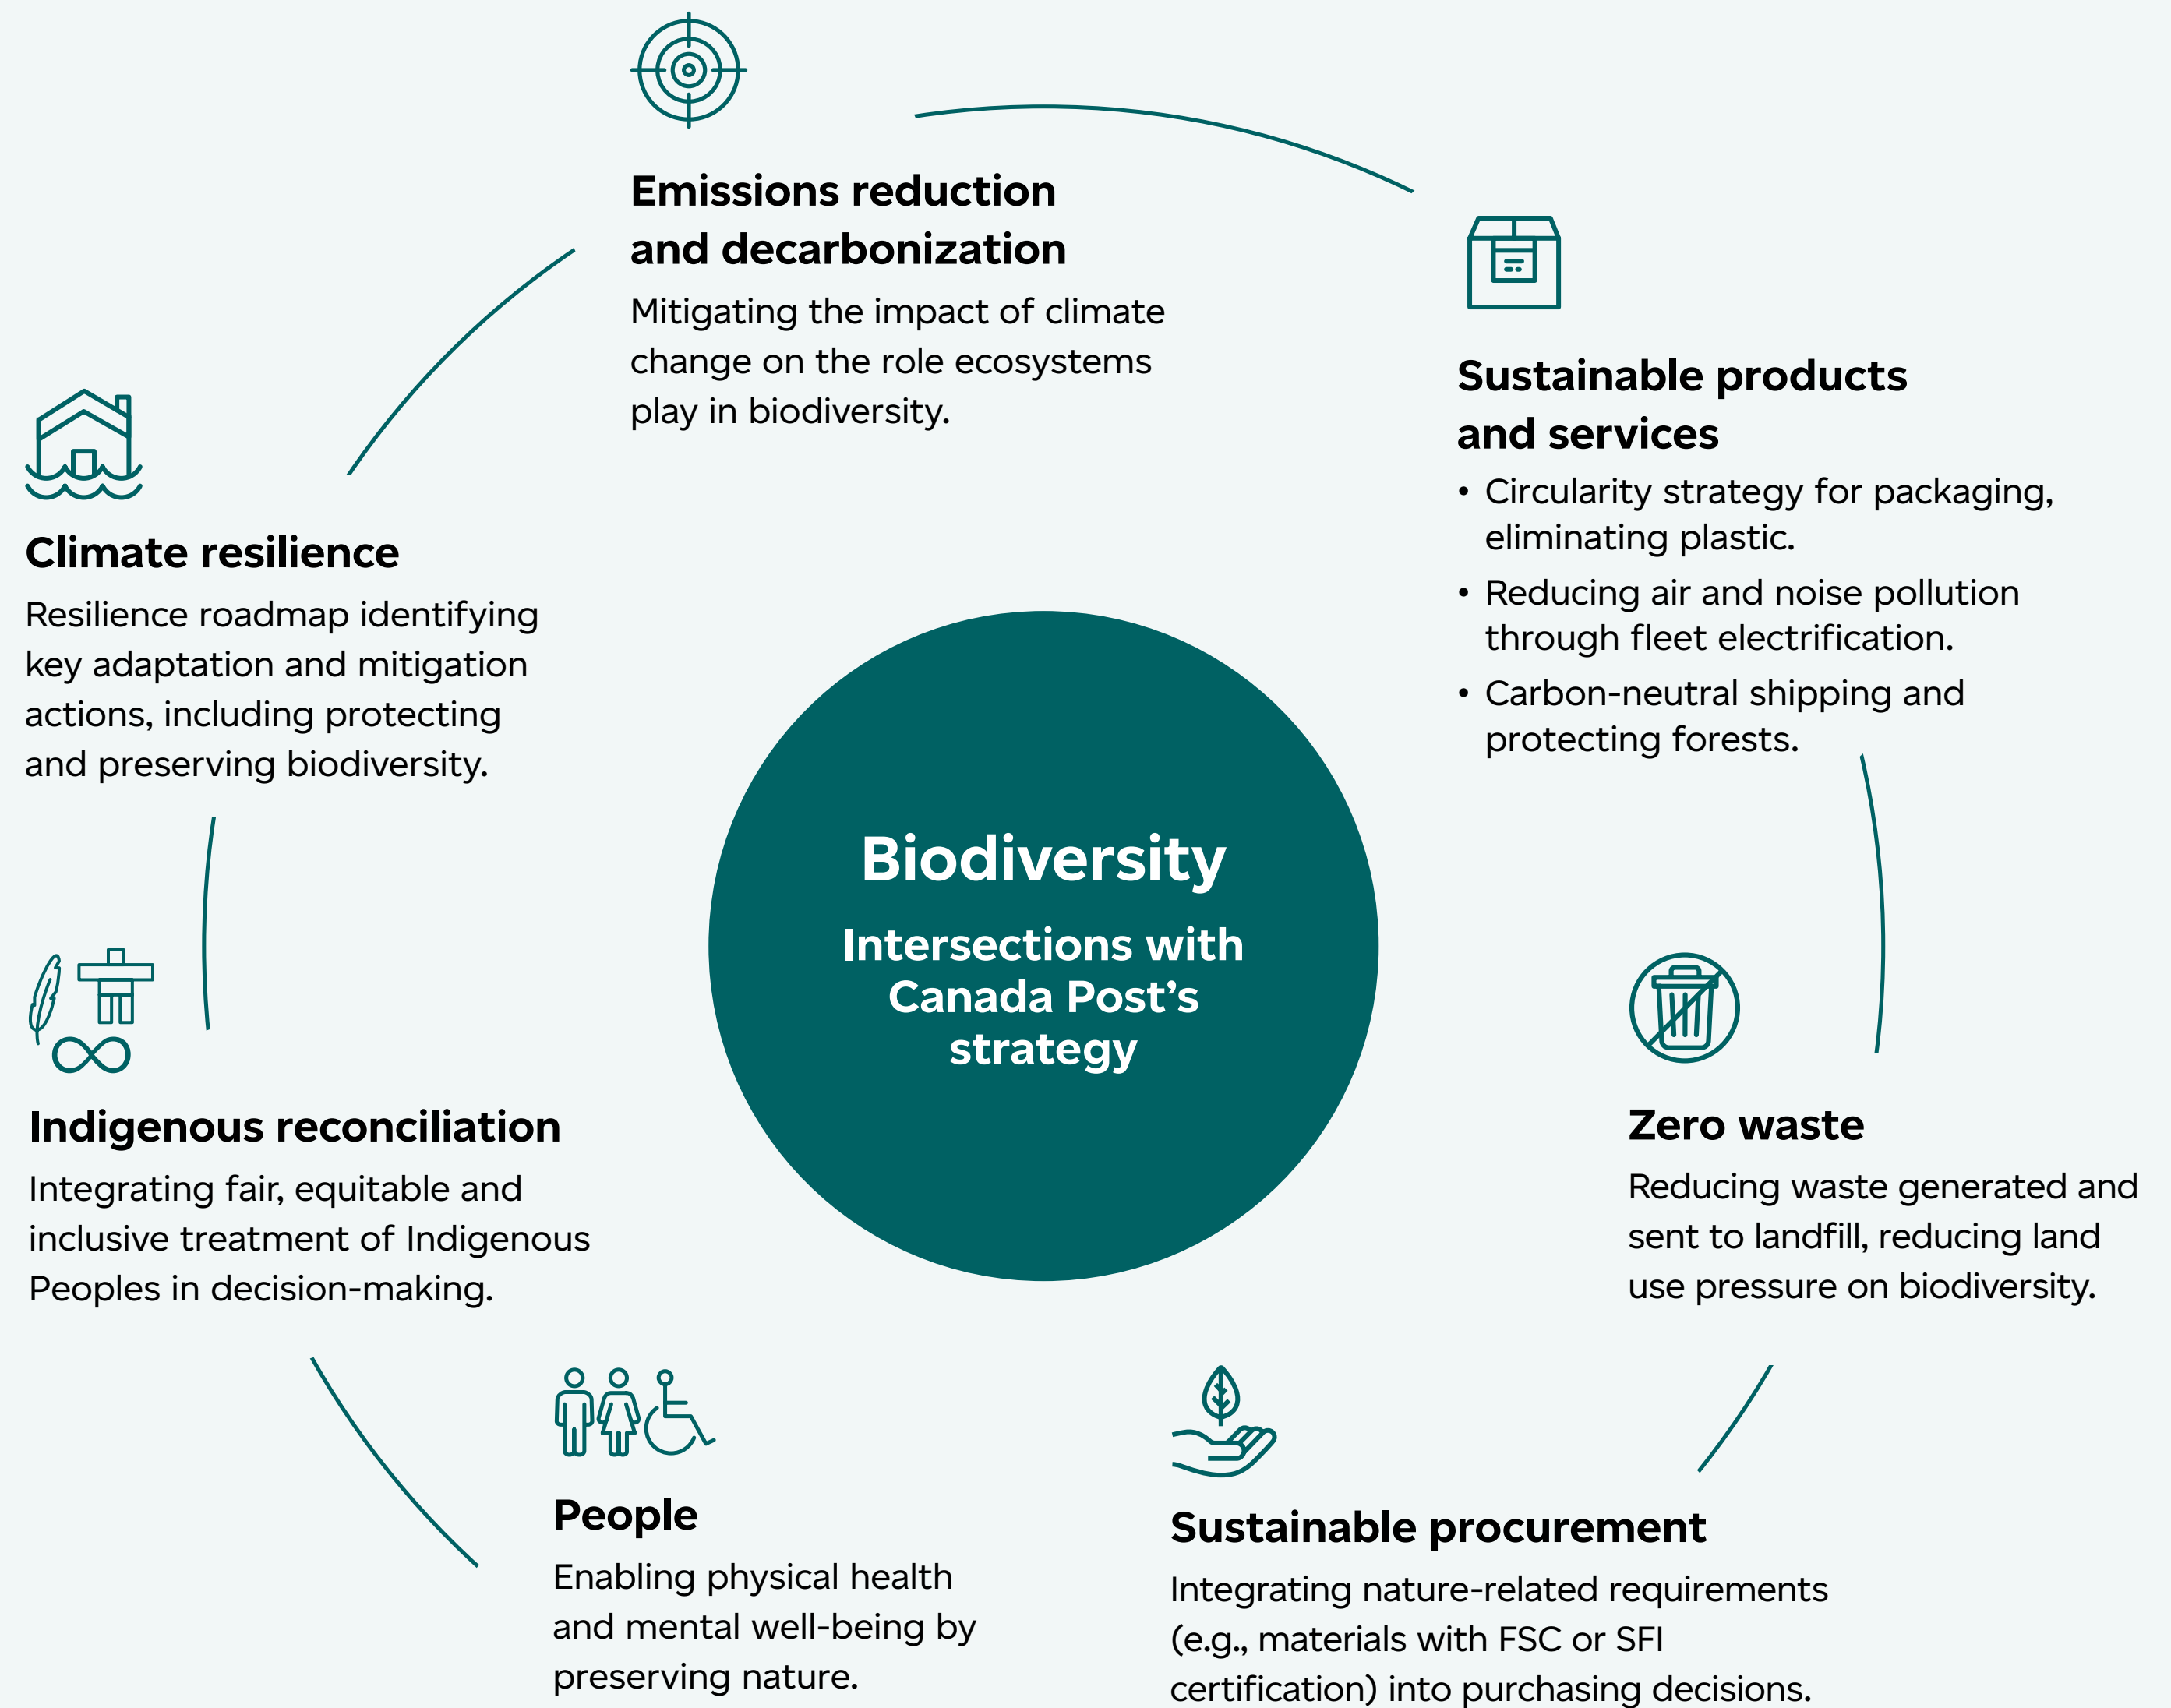 Emissions reduction
and decarbonization
Mitigating the impact of climate
change on the role ecosystems
play in biodiversity.
Sustainable products
and services
• Circularity strategy for packaging,
eliminating plastic.
• Reducing air and noise pollution
through fleet electrification.
• Carbon-neutral shipping and
protecting forests.
Climate resilience
Resilience roadmap identifying
key adaptation and mitigation
actions, including protecting
and preserving biodiversity.
Biodiversity
Intersections with
Canada Post’s
strategy
Indigenous reconciliation
Integrating fair, equitable and
inclusive treatment of Indigenous
Peoples in decision-making.
Zero waste
Reducing waste generated and
sent to landfill, reducing land
use pressure on biodiversity.
People
Enabling physical health
and mental well-being by
preserving nature.
Sustainable procurement
Integrating nature-related requirements
(e.g., materials with FSC or SFI
certification) into purchasing decisions.